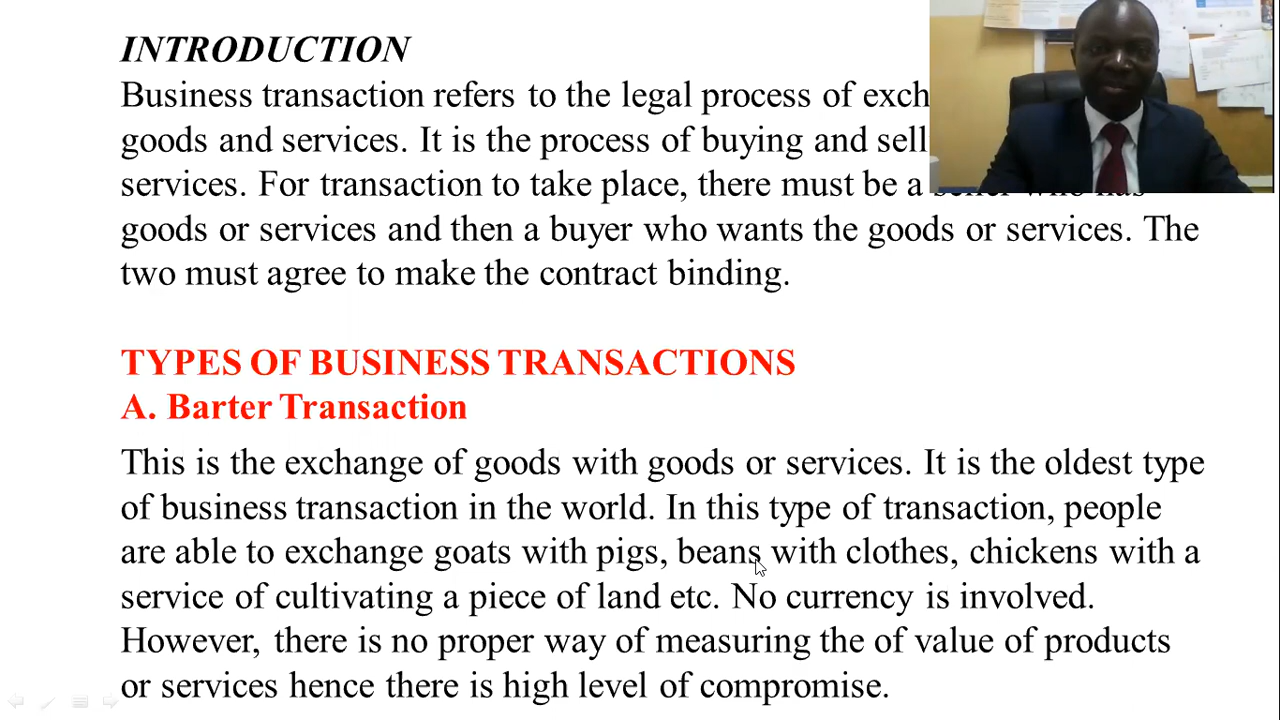 INTRODUCTION
Business transaction refers to the legal process of exch
goods and services. It is the process of buying and sell
services. For transaction to take place, there must be a
goods or services and then a buyer who wants the goods or services. The
two must agree to make the contract binding.
TYPES OF BUSINESS TRANSACTIONS
A. Barter Transaction
This is the exchange of goods with goods or services. It is the oldest type
of business transaction in the world. In this type of transaction, people
are able to exchange goats with pigs, beans with clothes, chickens with a
service of cultivating a piece of land etc. No currency is involved.
However, there is no proper way of measuring the of value of products
or services hence there is high level of compromise.